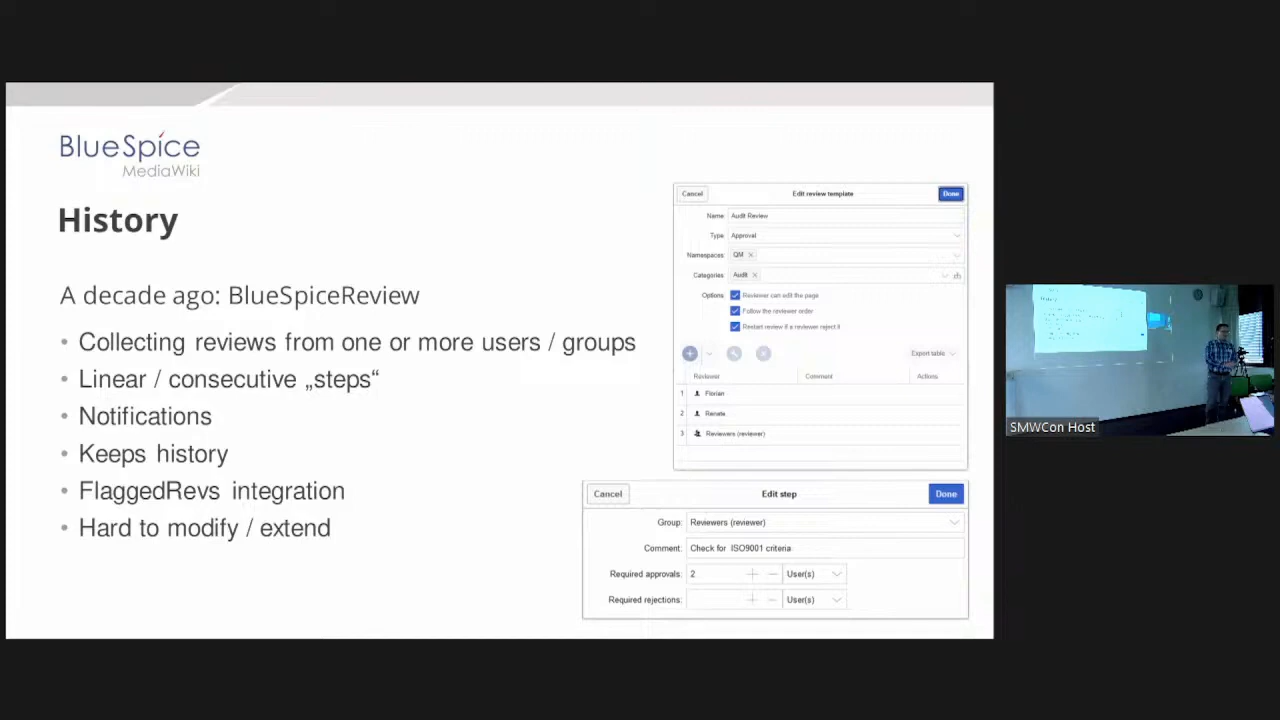 BlueSpice
MediaWiki
History
A decade ago: BlueSpiceReview
• Collecting reviews from one or more users / groups
• Linear / consecutive „steps“
• Notifications
• Keeps history
• FlaggedRevs integration
• Hard to modify / extend
Cancel Edit review template Done
Name Audit Review
Type Approval
Namespaces QM ×
Categories Audit ×
Options: Reviewer can edit the page
Follow the reviewer order
Restart review if a reviewer reject it
Export table
Reviewer Comment Actions
1 Florian
2 Renate
3 Reviewers (reviewer)
Cancel Edit step Done
Group: Reviewers (reviewer)
Comment: Check for ISO9001 criteria
Required approvals: 2 User(s)
Required rejections: User(s)
SMWCon Host